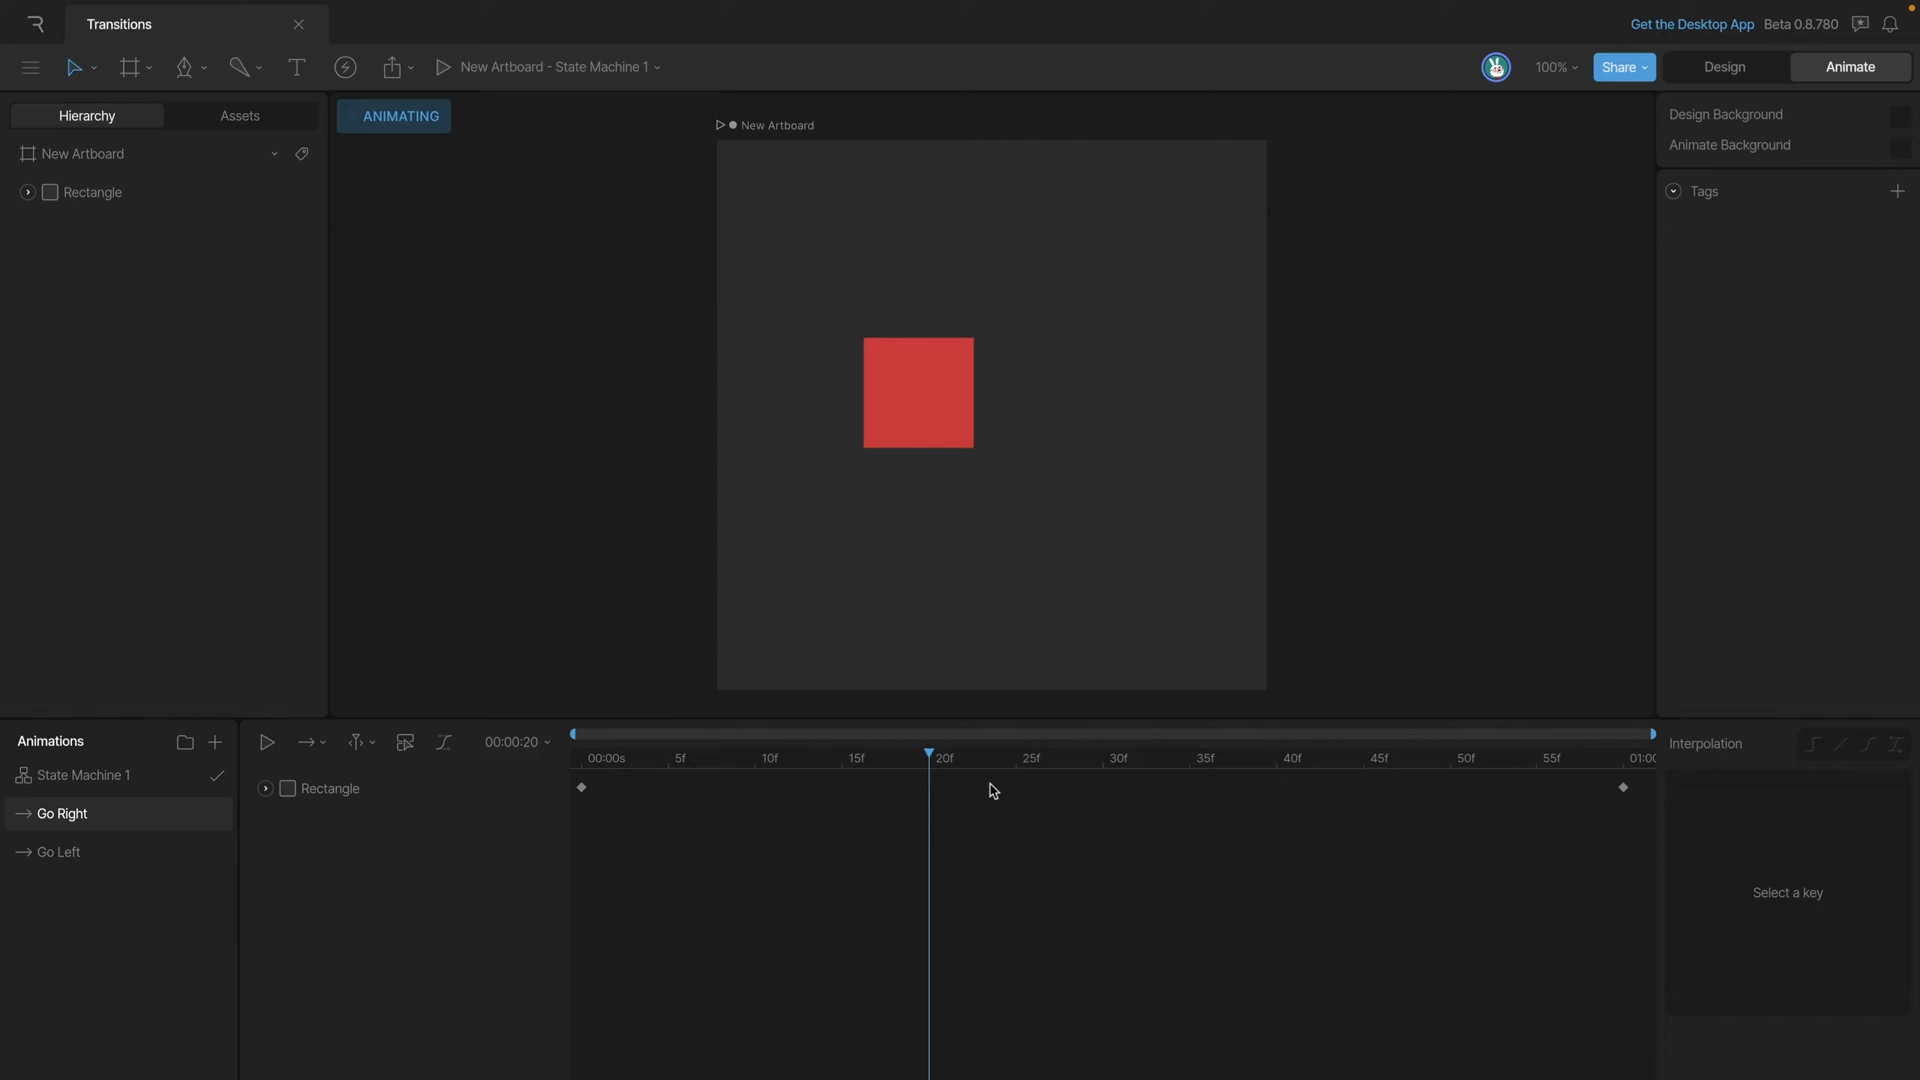 Transitions
Get the Desktop App Beta 0.8.780
New Artboard - State Machine 1
100%
Share
Design
Animate
Hierarchy
Assets
ANIMATING
New Artboard
Design Background
New Artboard
Animate Background
Rectangle
Tags
Animations
00:00:20
Interpolation
00:00s 5f 10f 15f 20f 25f 30f 35f 40f 45f 50f 55f 01:00
State Machine 1
Rectangle
Go Right
Go Left
Select a key